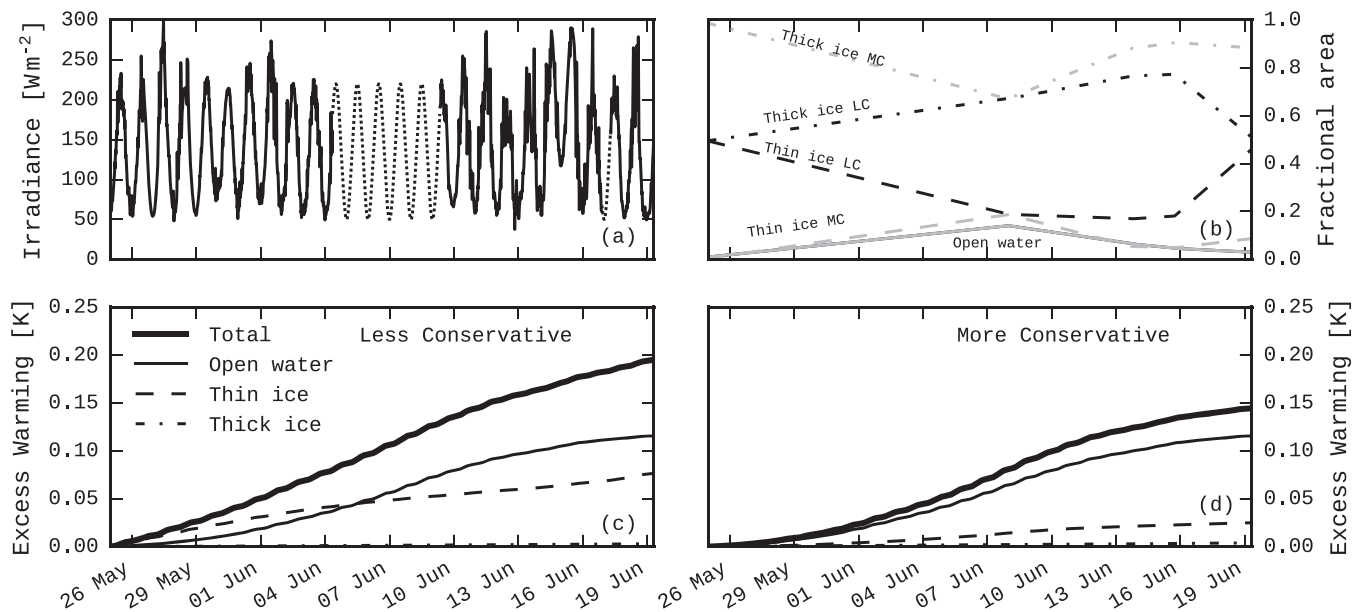 Irradiance [Wm-2]
300
250
200
150
100
50
0
(a)
Thick ice MC
Thick ice LC
Thin ice LC
Thin ice MC
Open water
(b)
1.0
0.8
0.6
0.4
0.2
0.0
Fractional area
Excess Warming [K]
0.25
0.20
0.15
0.10
0.05
0.00
Total
Open water
Thin ice
Thick ice
Less Conservative
(c)
26 May
29 May
01 Jun
04 Jun
07 Jun
10 Jun
13 Jun
16 Jun
19 Jun
More Conservative
(d)
0.25
0.20
0.15
0.10
0.05
0.00
Excess Warming [K]
26 May
29 May
01 Jun
04 Jun
07 Jun
10 Jun
13 Jun
16 Jun
19 Jun